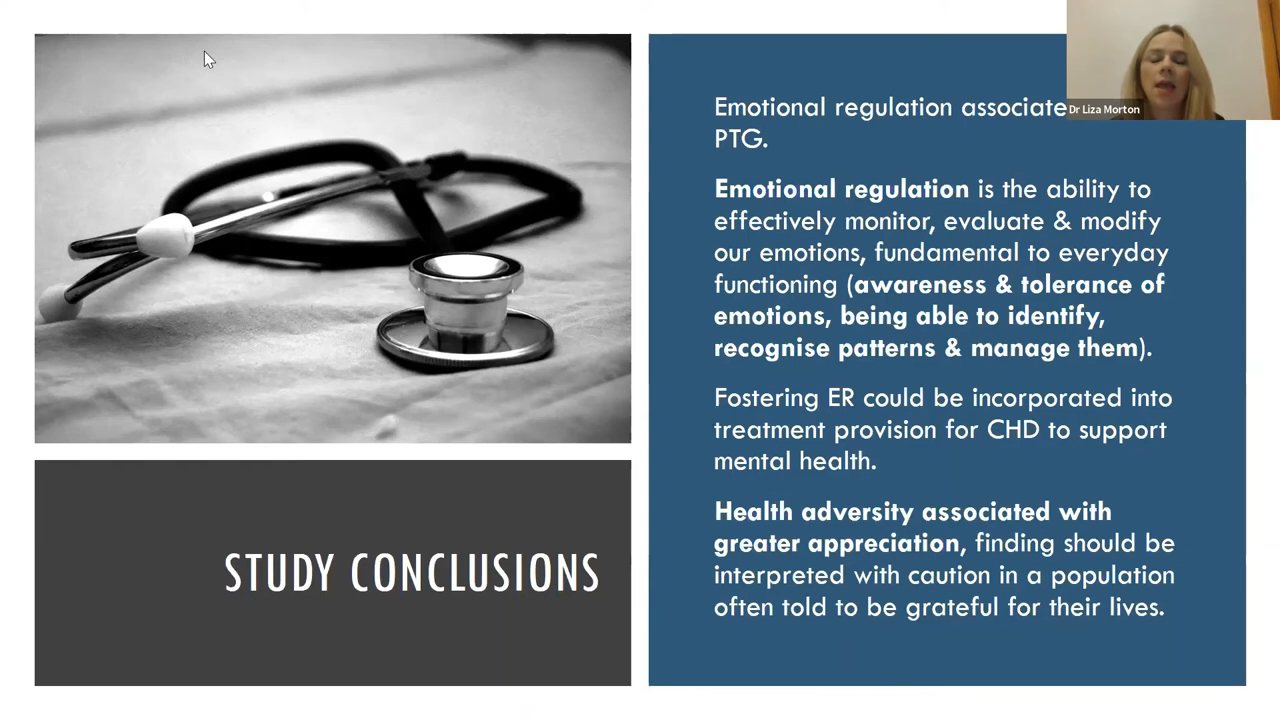 Emotional regulation associate
Dr Liza Morton
PTG.
Emotional regulation is the ability to
effectively monitor, evaluate & modify
our emotions, fundamental to everyday
functioning (awareness & tolerance of
emotions, being able to identify,
recognise patterns & manage them).
Fostering ER could be incorporated into
treatment provision for CHD to support
mental health.
Health adversity associated with
greater appreciation, finding should be
interpreted with caution in a population
often told to be grateful for their lives.
STUDY CONCLUSIONS